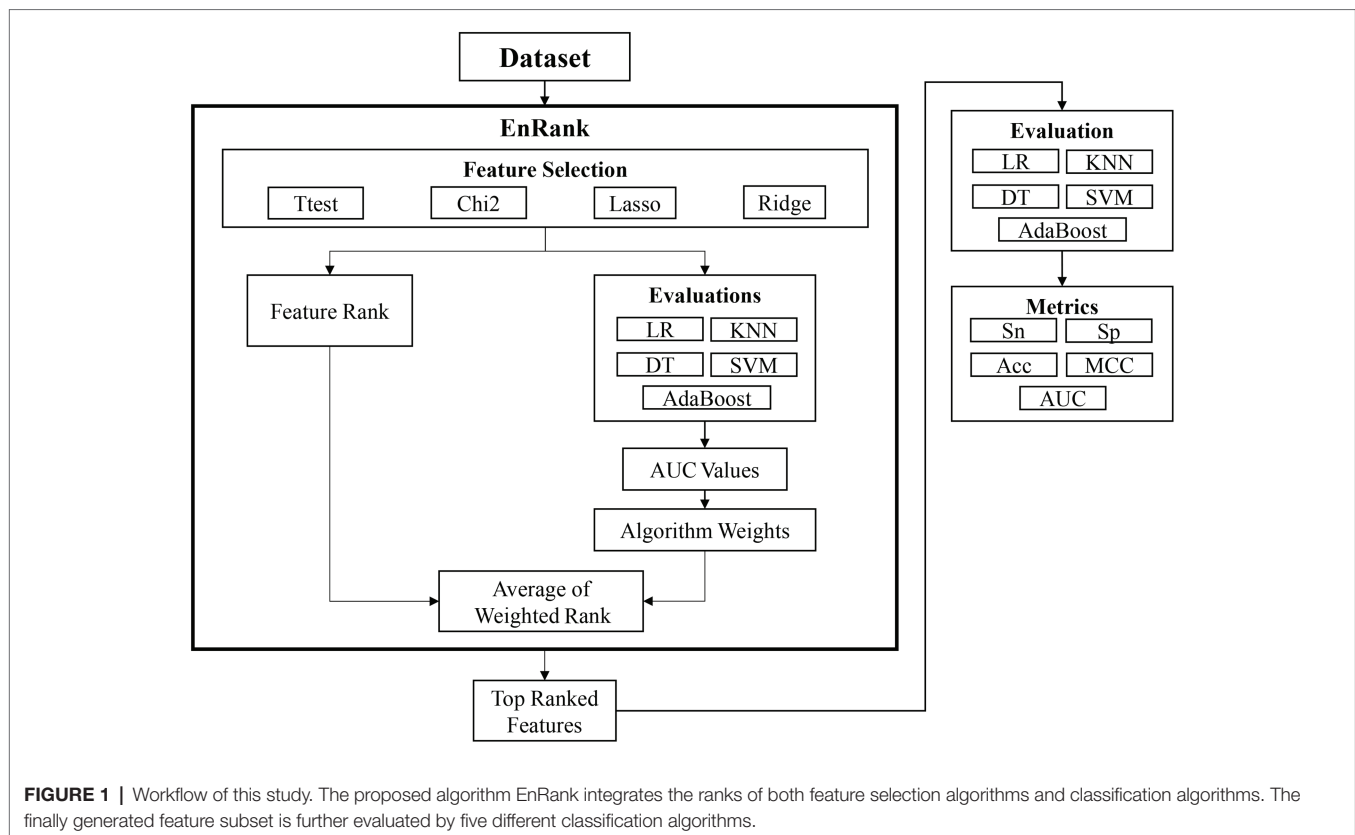 Dataset
EnRank
Feature Selection
Ttest
Chi2
Lasso
Ridge
Feature Rank
Evaluations
LR
KNN
DT
SVM
AdaBoost
AUC Values
Algorithm Weights
Average of
Weighted Rank
Top Ranked
Features
Evaluation
LR
KNN
DT
SVM
AdaBoost
Metrics
Sn
Sp
Acc
MCC
AUC
FIGURE 1 | Workflow of this study. The proposed algorithm EnRank integrates the ranks of both feature selection algorithms and classification algorithms. The
finally generated feature subset is further evaluated by five different classification algorithms.